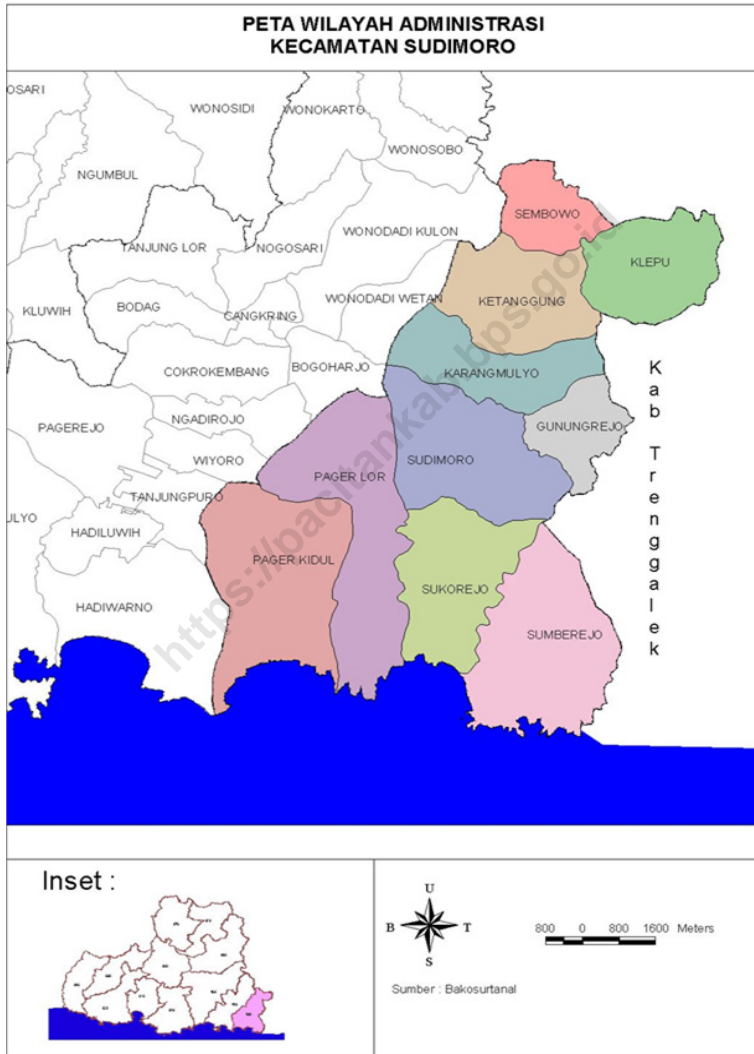 PETA WILAYAH ADMINISTRASI
KECAMATAN SUDIMORO
OSARI
WONOSIDI
WONOKARTO
WONOSOBO
NGUMBUL
SEMBOWO
TANJUNG LOR
NOGOSARI
WONODADI KULON
KLEPU
KLUWIH
BODAG
CANGKRING
WONODADI WETAN
KETANGGUNG
COKROKEMBANG
BOGOHARJO
KARANGMULYO
PAGEREJO
NGADIROJO
GUNUNGREJO
WIYORO
SUDIMORO
PAGER LOR
TANJUNGPURO
ULYO
HADILUWIH
PAGER KIDUL
SUKOREJO
HADIWARNO
SUMBEREJO
Kab Trenggalek
https://pacitankab.bps.go.id
Inset :
U
B
T
S
800 0 800 1600 Meters
Sumber : Bakosurtanal